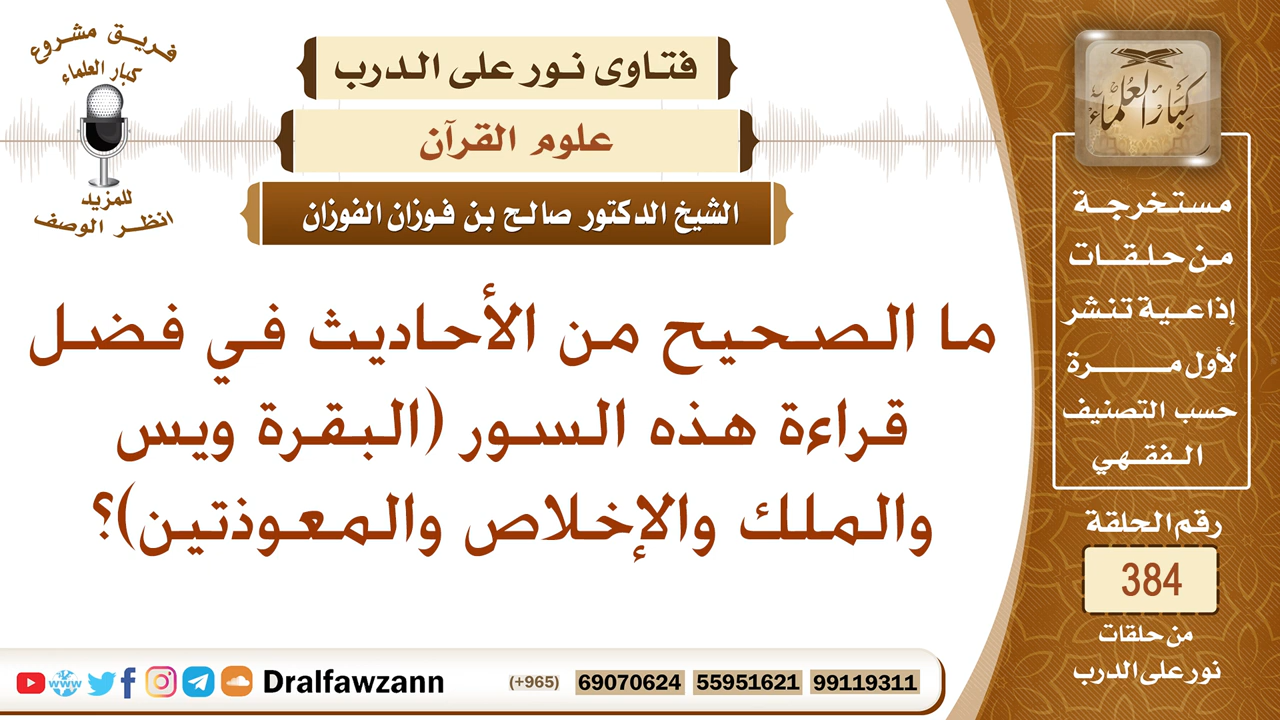 فريق مشروع
كبار العلماء
للمزيد
انظر الوصف
فتاوى نور على الدرب
علوم القرآن
الشيخ الدكتور صالح بن فوزان الفوزان
ما الصحيح من الأحاديث في فضل
قراءة هذه السور (البقرة ويس
والملك والإخلاص والمعوذتين)؟
كبار العلماء
مستخرجة
من حلقات
إذاعية تنشر
لأول مرة
حسب التصنيف
الفقهي
رقم الحلقة
384
من حلقات
نور على الدرب
www
Dralfawzann
(+965) 69070624 55951621 99119311